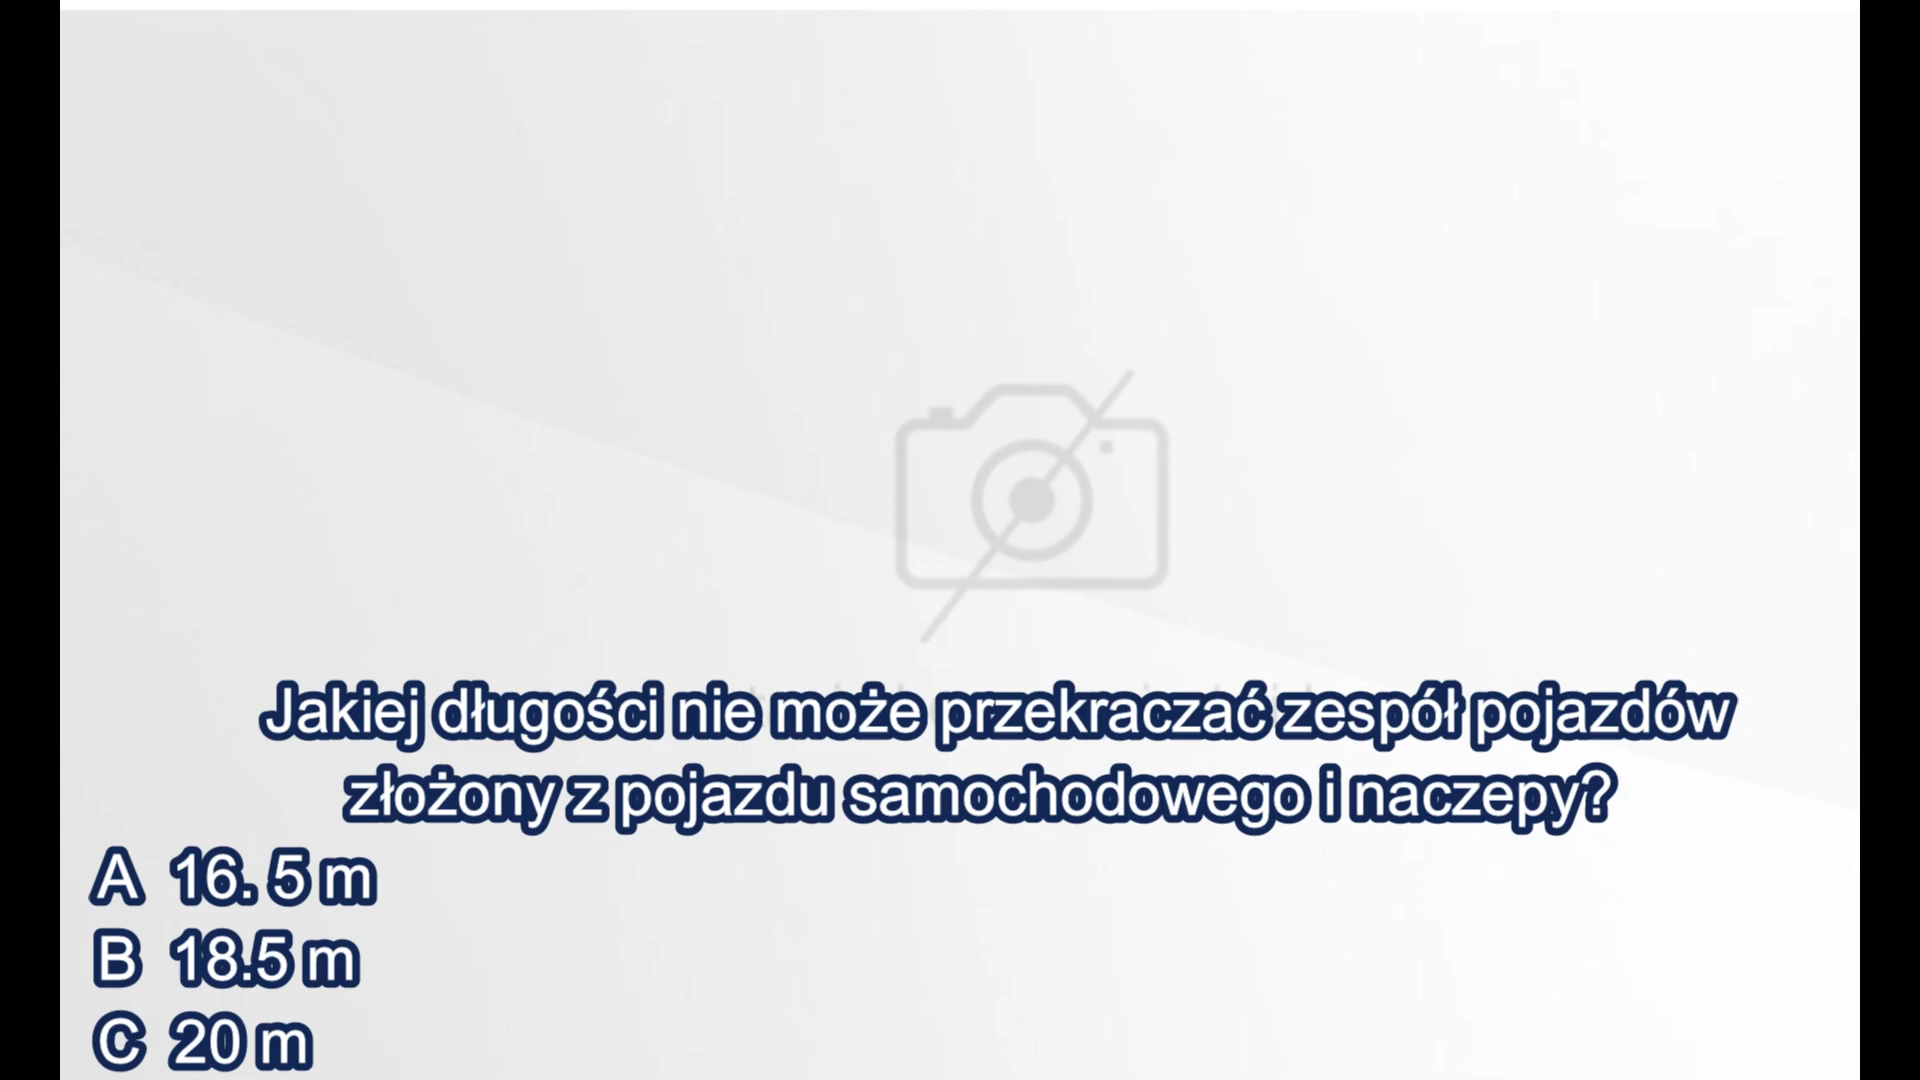 Jakiej długości nie może przekraczać zespół pojazdów
złożony z pojazdu samochodowego i naczepy?
A 16. 5 m
B 18.5 m
C 20 m